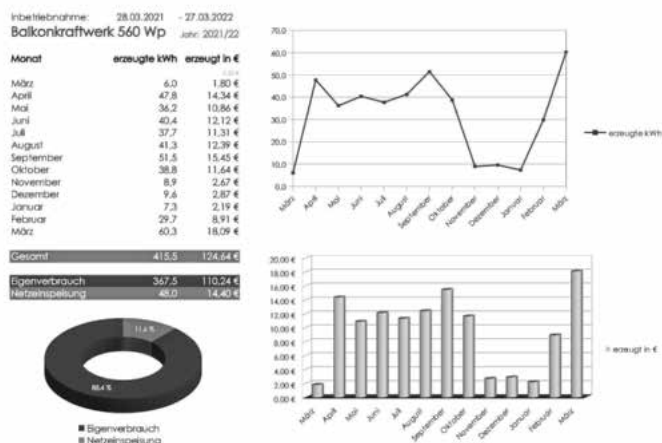 Inbetriebnahme: 28.03.2021 - 27.03.2022
Balkonkraftwerk 560 Wp Jahr: 2021/22
Monat erzeugte kWh erzeugt in €
März 6,0 1,80 €
April 47,8 14,34 €
Mai 36,2 10,86 €
Juni 40,4 12,12 €
Juli 37,7 11,31 €
August 41,3 12,39 €
September 51,5 15,45 €
Oktober 38,8 11,64 €
November 8,9 2,67 €
Dezember 9,6 2,87 €
Januar 7,3 2,19 €
Februar 29,7 8,91 €
März 60,3 18,09 €
Gesamt 415,5 124,64 €
Eigenverbrauch 367,5 110,24 €
Netzeinspeisung 48,0 14,40 €
11,6 %
88,4 %
Eigenverbrauch
Netzeinspeisung
70,0
60,0
50,0
40,0
30,0
20,0
10,0
0,0
März April Mai Juni Juli August September Oktober November Dezember Januar Februar März
erzeugte kWh
20,00 €
18,00 €
16,00 €
14,00 €
12,00 €
10,00 €
8,00 €
6,00 €
4,00 €
2,00 €
0,00 €
März April Mai Juni Juli August September Oktober November Dezember Januar Februar März
erzeugt in €